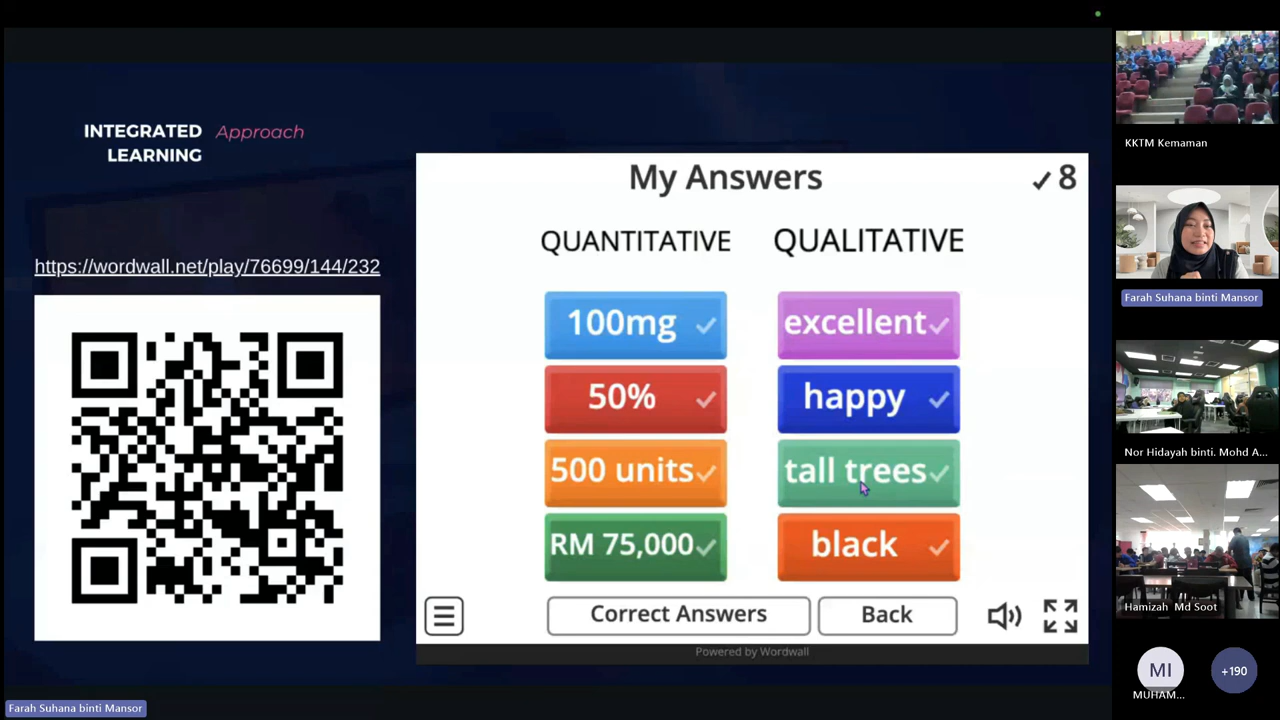 INTEGRATED Approach
LEARNING
https://wordwall.net/play/76699/144/232
My Answers
8
QUANTITATIVE
QUALITATIVE
100mg
excellent
50%
happy
500 units
tall trees
RM 75,000
black
Correct Answers
Back
Powered by Wordwall
Farah Suhana binti Mansor
KKTM Kemaman
Farah Suhana binti Mansor
Nor Hidayah binti. Mohd A...
Hamizah Md Soot
MI
MUHAM...
+190